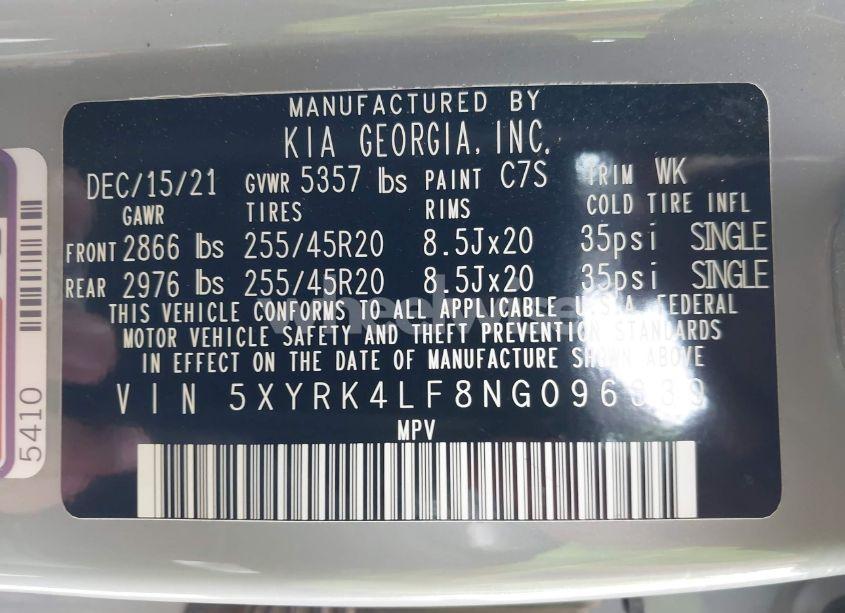 MANUFACTURED BY
KIA GEORGIA, INC.
DEC/15/21 GVWR 5357 lbs PAINT C7S TRIM WK
GAWR TIRES RIMS COLD TIRE INFL
FRONT 2866 lbs 255/45R20 8.5Jx20 35psi SINGLE
REAR 2976 lbs 255/45R20 8.5Jx20 35psi SINGLE
THIS VEHICLE CONFORMS TO ALL APPLICABLE U.S.A. FEDERAL
MOTOR VEHICLE SAFETY AND THEFT PREVENTION STANDARDS
IN EFFECT ON THE DATE OF MANUFACTURE SHOWN ABOVE
VIN
MPV
5410